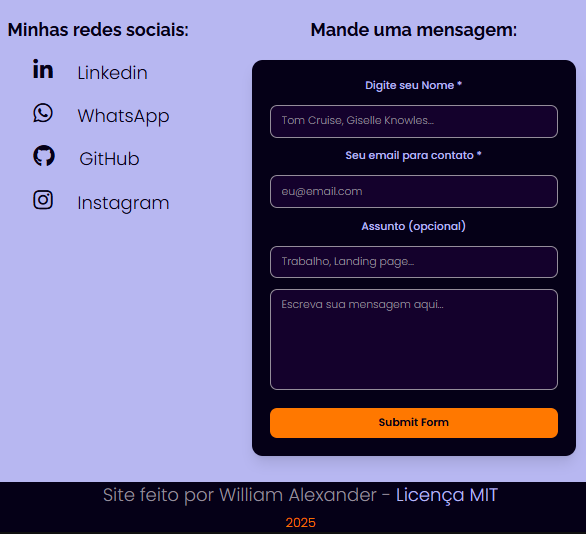 Minhas redes sociais:
Linkedin
WhatsApp
GitHub
Instagram
Mande uma mensagem:
Digite seu Nome *
Tom Cruise, Giselle Knowles...
Seu email para contato *
eu@email.com
Assunto (opcional)
Trabalho, Landing page...
Escreva sua mensagem aqui...
Submit Form
Site feito por William Alexander - Licença MIT
2025